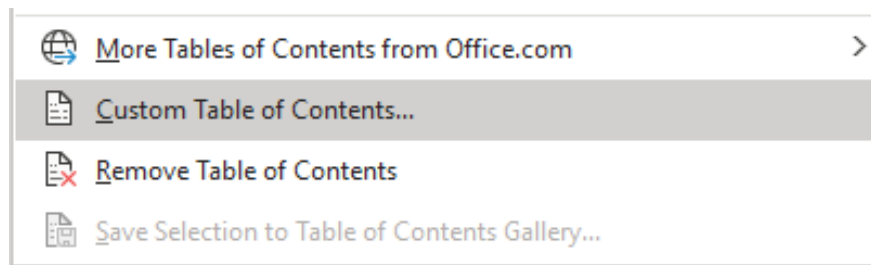 More Tables of Contents from Office.com
Custom Table of Contents...
Remove Table of Contents
Save Selection to Table of Contents Gallery...